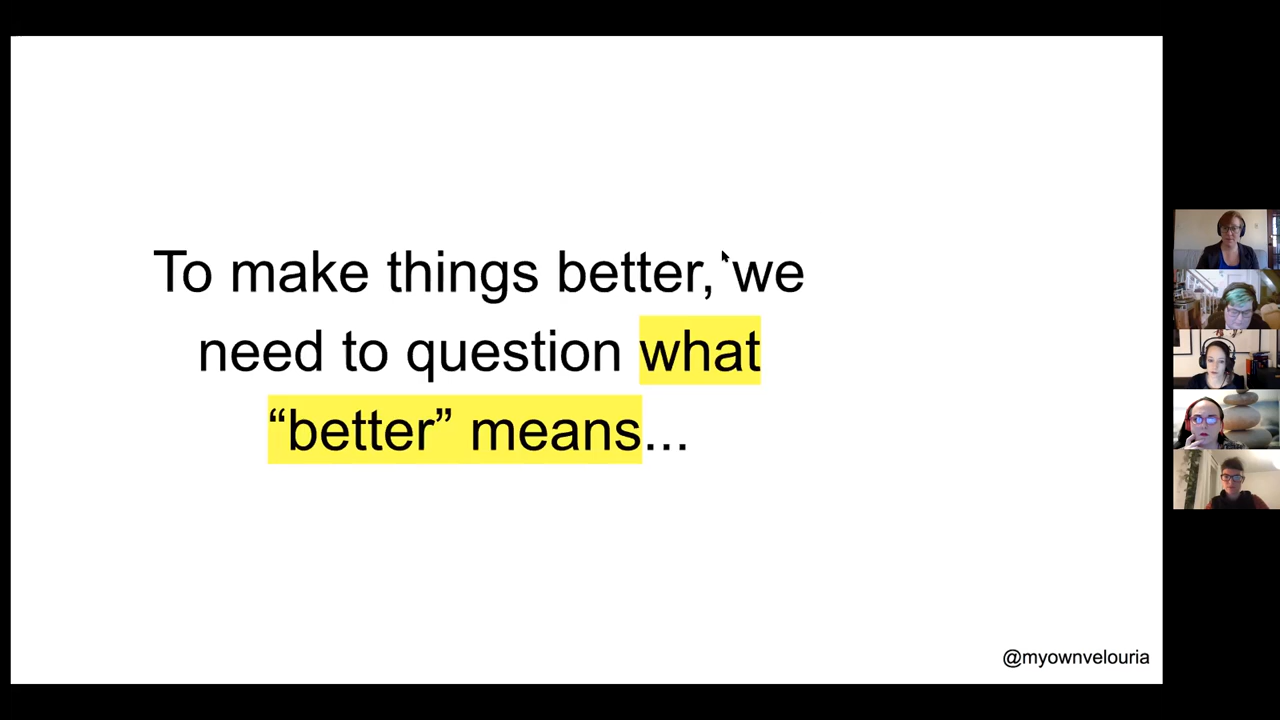 To make things better, we
need to question what
“better” means...
@myownvelouria